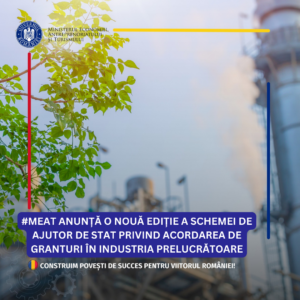 MINISTERUL ECONOMIEI,
ANTREPRENORIATULUI
ȘI TURISMULUI
#MEAT ANUNȚĂ O NOUĂ EDIȚIE A SCHEMEI DE
AJUTOR DE STAT PRIVIND ACORDAREA DE
GRANTURI ÎN INDUSTRIA PRELUCRĂTOARE
CONSTRUIM POVEȘTI DE SUCCES PENTRU VIITORUL ROMÂNIEI!